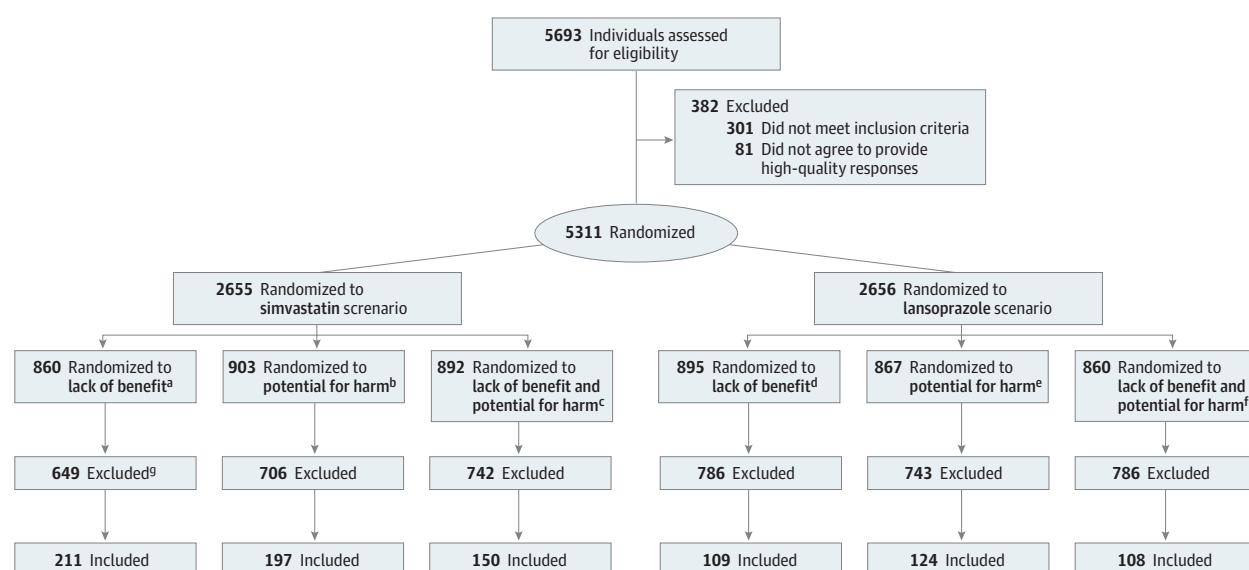 5693 Individuals assessed
for eligibility
382 Excluded
301 Did not meet inclusion criteria
81 Did not agree to provide
high-quality responses
5311 Randomized
2655 Randomized to
simvastatin screnario
2656 Randomized to
lansoprazole scenario
860 Randomized to
lack of benefitᵃ
903 Randomized to
potential for harmᵇ
892 Randomized to
lack of benefit and
potential for harmᶜ
895 Randomized to
lack of benefitᵈ
867 Randomized to
potential for harmᵉ
860 Randomized to
lack of benefit and
potential for harmᶠ
649 Excludedᵍ
706 Excluded
742 Excluded
786 Excluded
743 Excluded
786 Excluded
211 Included
197 Included
150 Included
109 Included
124 Included
108 Included